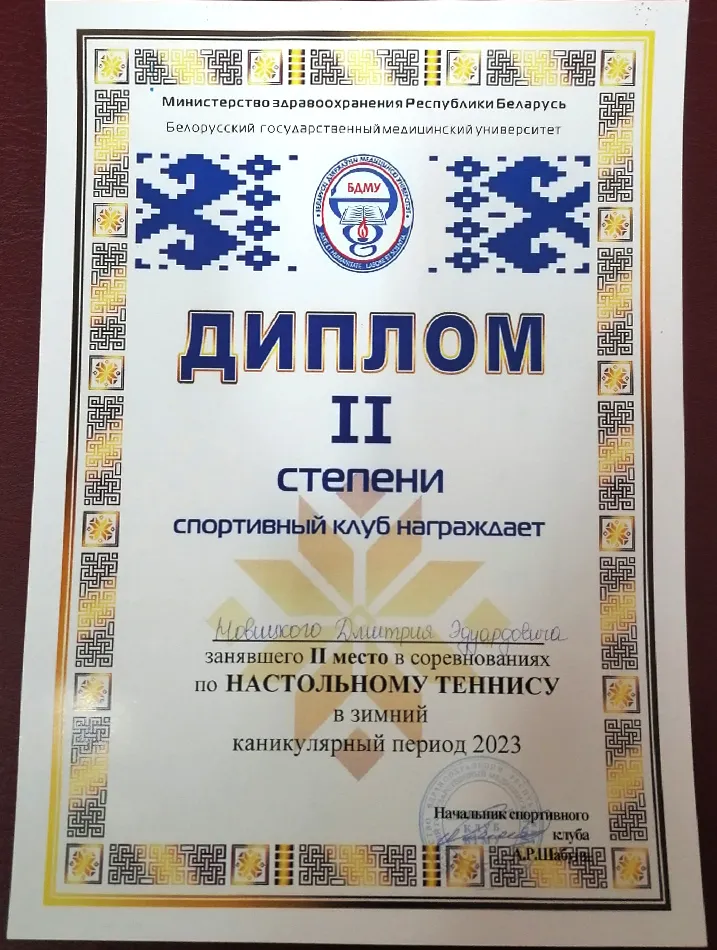 Министерство здравоохранения Республики Беларусь
Белорусский государственный медицинский университет
БДМУ
ДИПЛОМ
II
степени
спортивный клуб награждает
Дмитрия Эдуардовича
занявшего II место в соревнованиях
по НАСТОЛЬНОМУ ТЕННИСУ
в зимний
каникулярный период 2023
Начальник спортивного
клуба